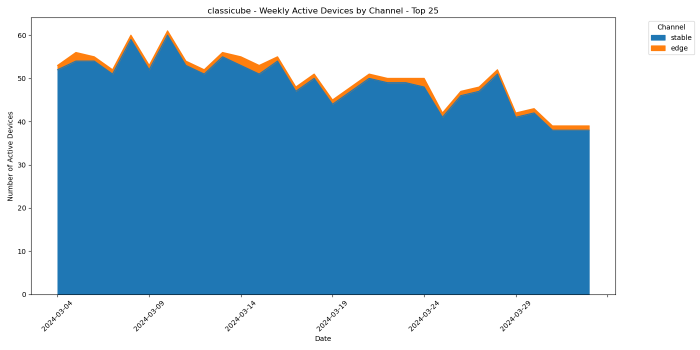 classicube - Weekly Active Devices by Channel - Top 25
Channel
stable
edge
Number of Active Devices
60
50
40
30
20
10
0
2024-03-04
2024-03-09
2024-03-14
2024-03-19
2024-03-24
2024-03-29
Date